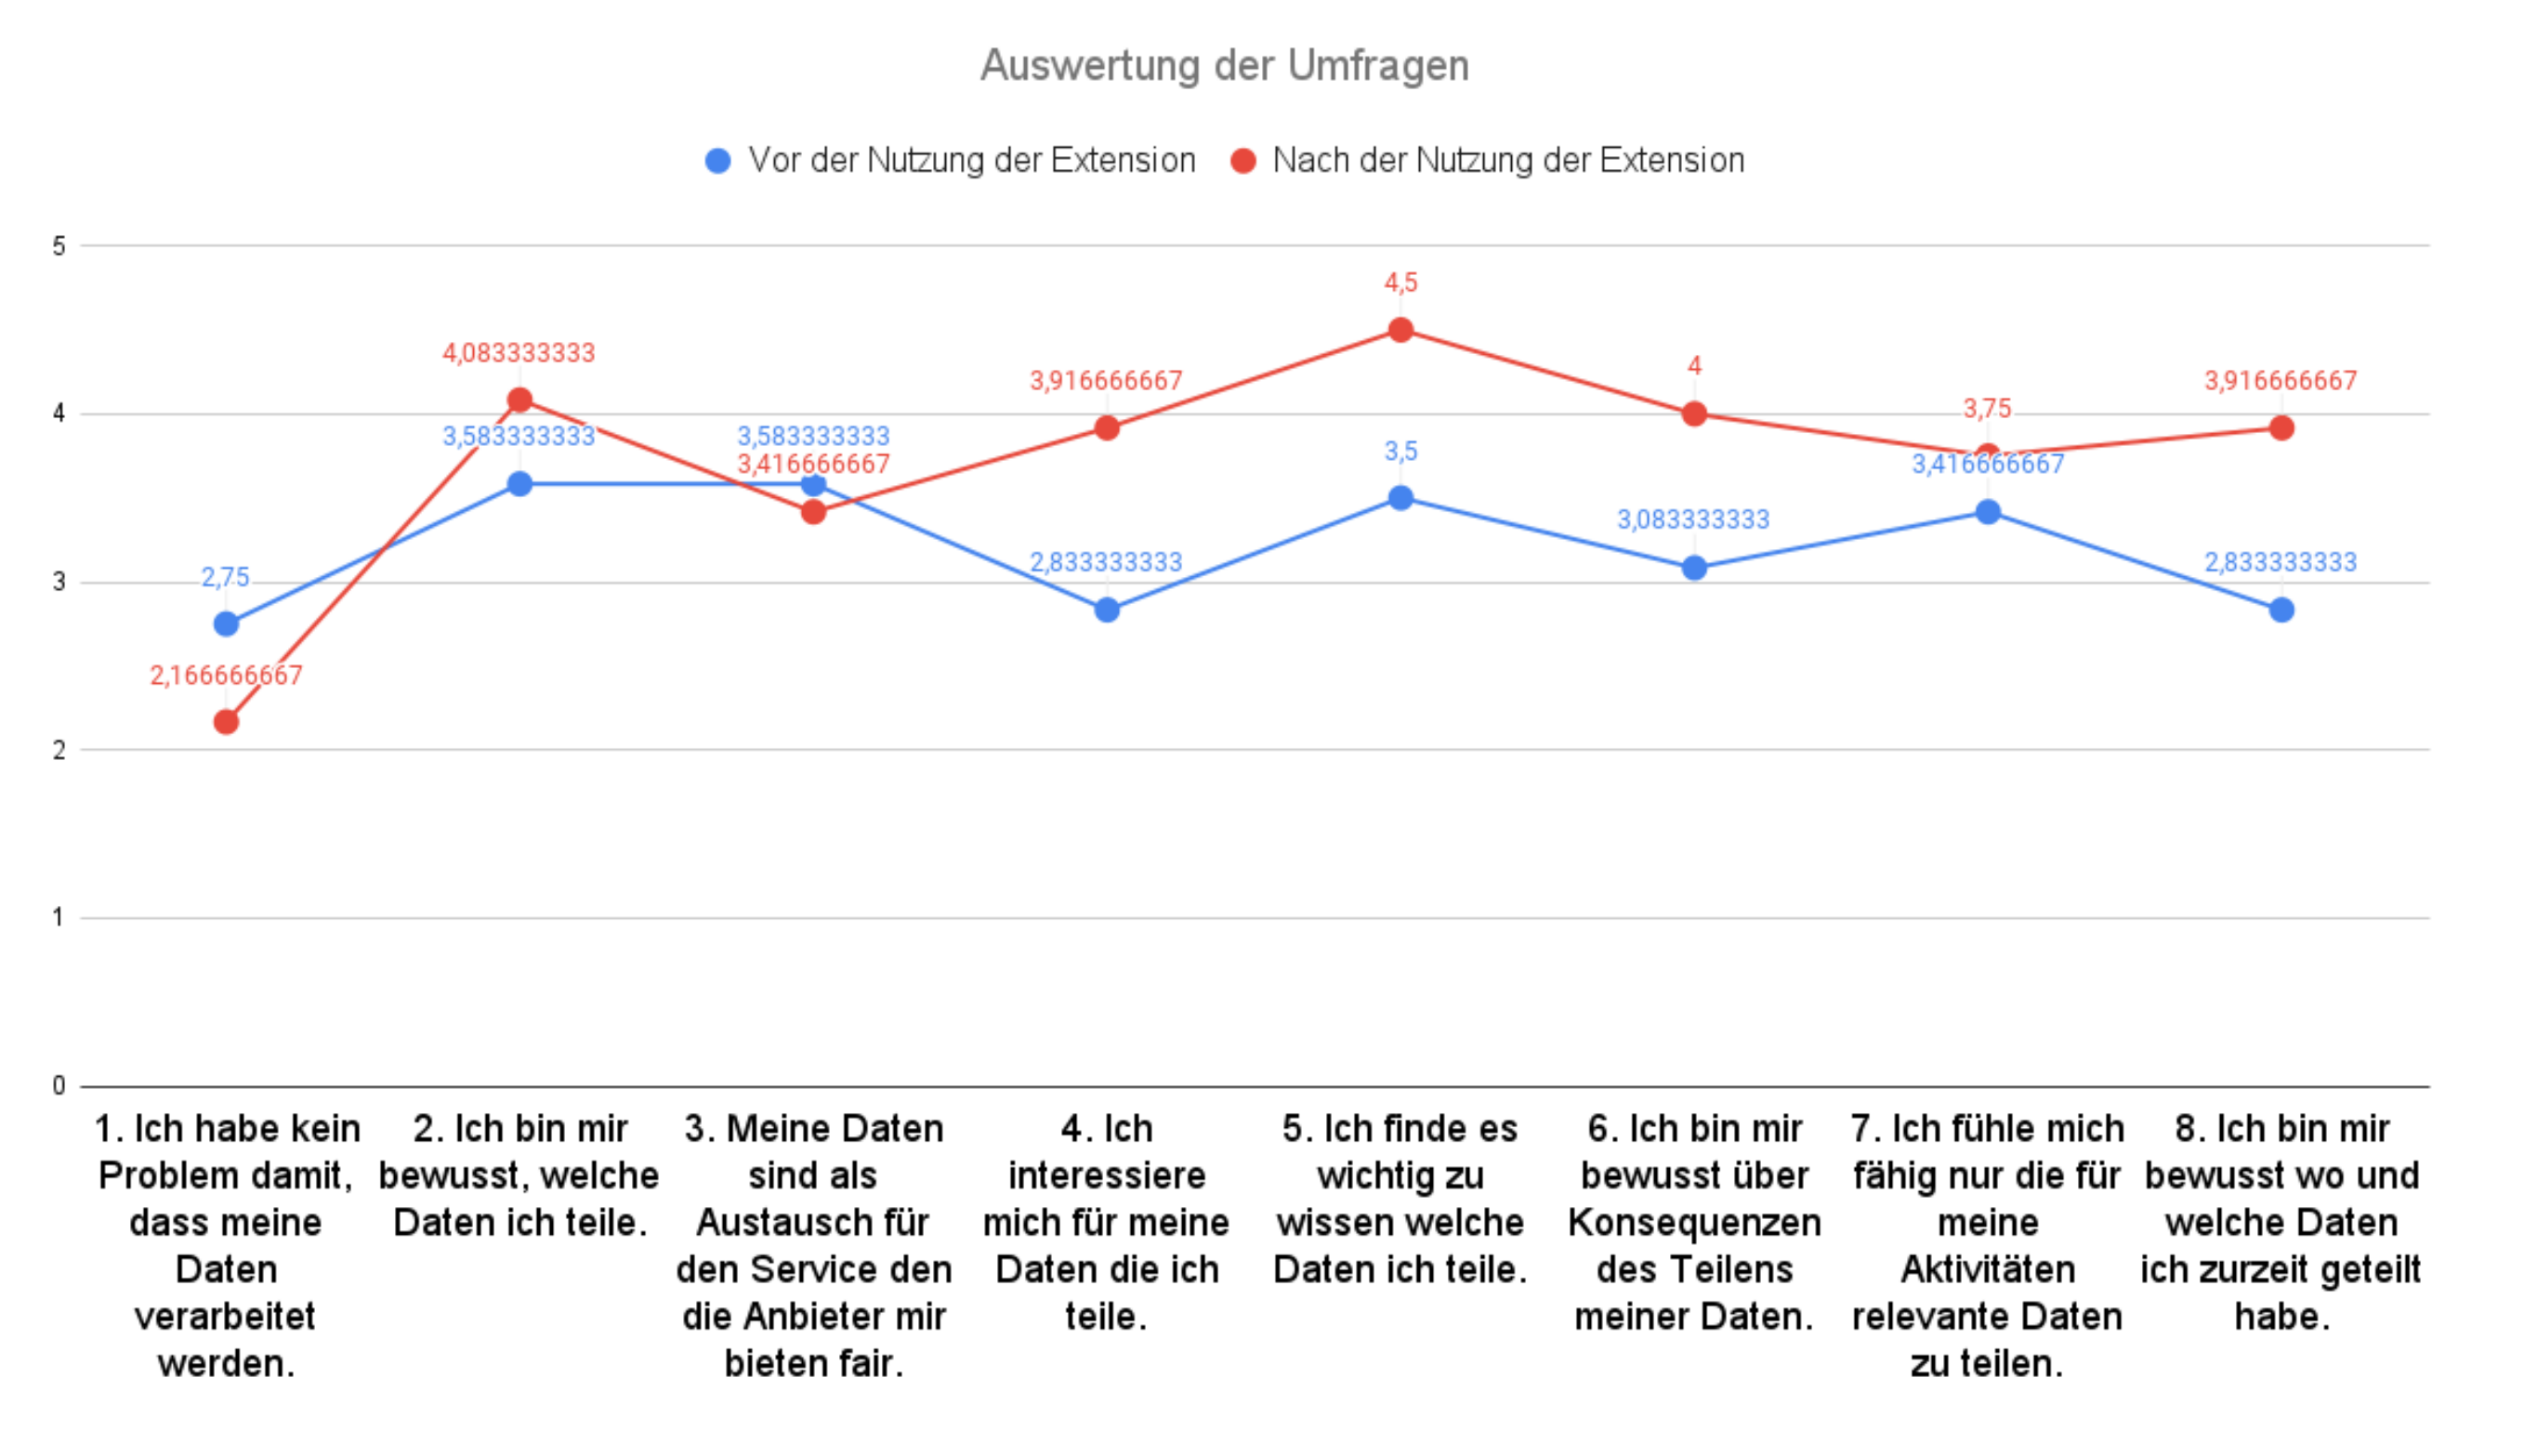 Auswertung der Umfragen
Vor der Nutzung der Extension
Nach der Nutzung der Extension
5
4
3
2
1
0
2,75
3,583333333
3,583333333
2,833333333
3,5
3,083333333
3,416666667
2,833333333
2,166666667
4,083333333
3,416666667
3,916666667
4,5
4
3,75
3,916666667
1. Ich habe kein
Problem damit,
dass meine
Daten
verarbeitet
werden.
2. Ich bin mir
bewusst, welche
Daten ich teile.
3. Meine Daten
sind als
Austausch für
den Service den
die Anbieter mir
bieten fair.
4. Ich
interessiere
mich für meine
Daten die ich
teile.
5. Ich finde es
wichtig zu
wissen welche
Daten ich teile.
6. Ich bin mir
bewusst über
Konsequenzen
des Teilens
meiner Daten.
7. Ich fühle mich
fähig nur die für
meine
Aktivitäten
relevante Daten
zu teilen.
8. Ich bin mir
bewusst wo und
welche Daten
ich zurzeit geteilt
habe.